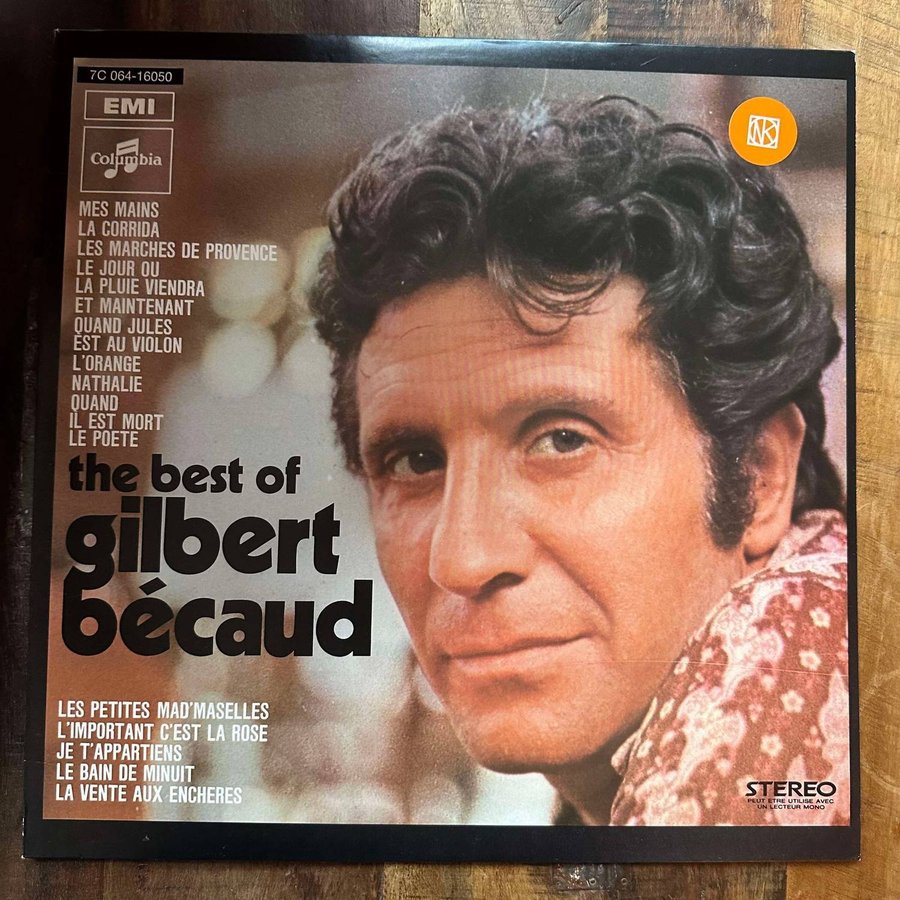 7C 064-16050
EMI
Columbia
MES MAINS
LA CORRIDA
LES MARCHES DE PROVENCE
LE JOUR OU
LA PLUIE VIENDRA
ET MAINTENANT
QUAND JULES
EST AU VIOLON
L'ORANGE
NATHALIE
QUAND
IL EST MORT
LE POETE
the best of
gilbert
bécaud
LES PETITES MAD'MASELLES
L'IMPORTANT C'EST LA ROSE
JE T'APPARTIENS
LE BAIN DE MINUIT
LA VENTE AUX ENCHERES
NK
STEREO
PEUT ETRE UTILISE AVEC
UN LECTEUR MONO